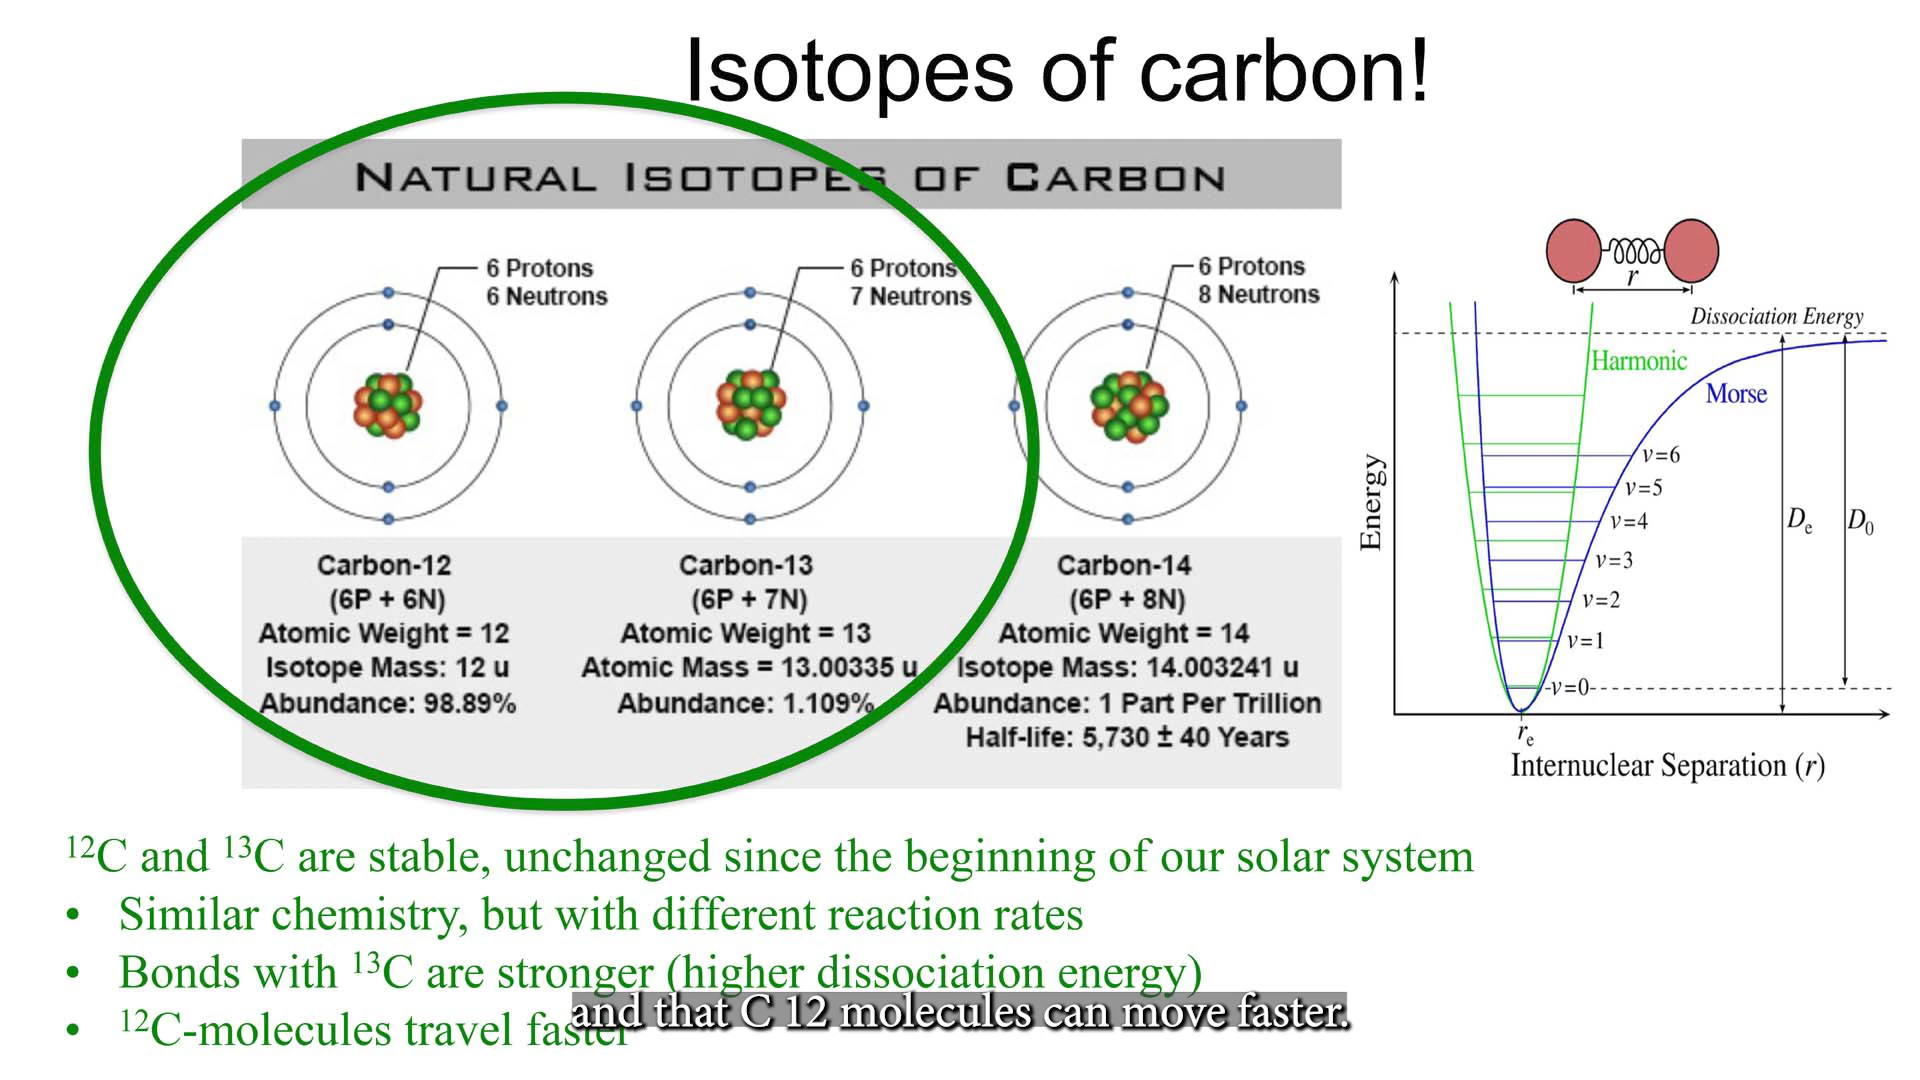 Isotopes of carbon!
NATURAL ISOTOPES OF CARBON
6 Protons
6 Neutrons
6 Protons
7 Neutrons
6 Protons
8 Neutrons
Carbon-12
(6P + 6N)
Atomic Weight = 12
Isotope Mass: 12 u
Abundance: 98.89%
Carbon-13
(6P + 7N)
Atomic Weight = 13
Atomic Mass = 13.00335 u
Abundance: 1.109%
Carbon-14
(6P + 8N)
Atomic Weight = 14
Isotope Mass: 14.003241 u
Abundance: 1 Part Per Trillion
Half-life: 5,730 ± 40 Years
r
Dissociation Energy
Harmonic
Morse
Energy
v=6
v=5
v=4
v=3
v=2
v=1
v=0
Dₑ
D₀
rₑ
Internuclear Separation (r)
¹²C and ¹³C are stable, unchanged since the beginning of our solar system
• Similar chemistry, but with different reaction rates
• Bonds with ¹³C are stronger (higher dissociation energy)
• ¹²C-molecules travel faster
and that C 12 molecules can move faster.